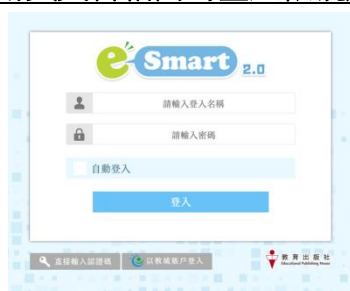 e Smart 2.0
請輸入登入名稱
請輸入密碼
自動登入
登入
直接輸入認證碼
以教城賬戶登入
教育出版社
Educational Publishing House